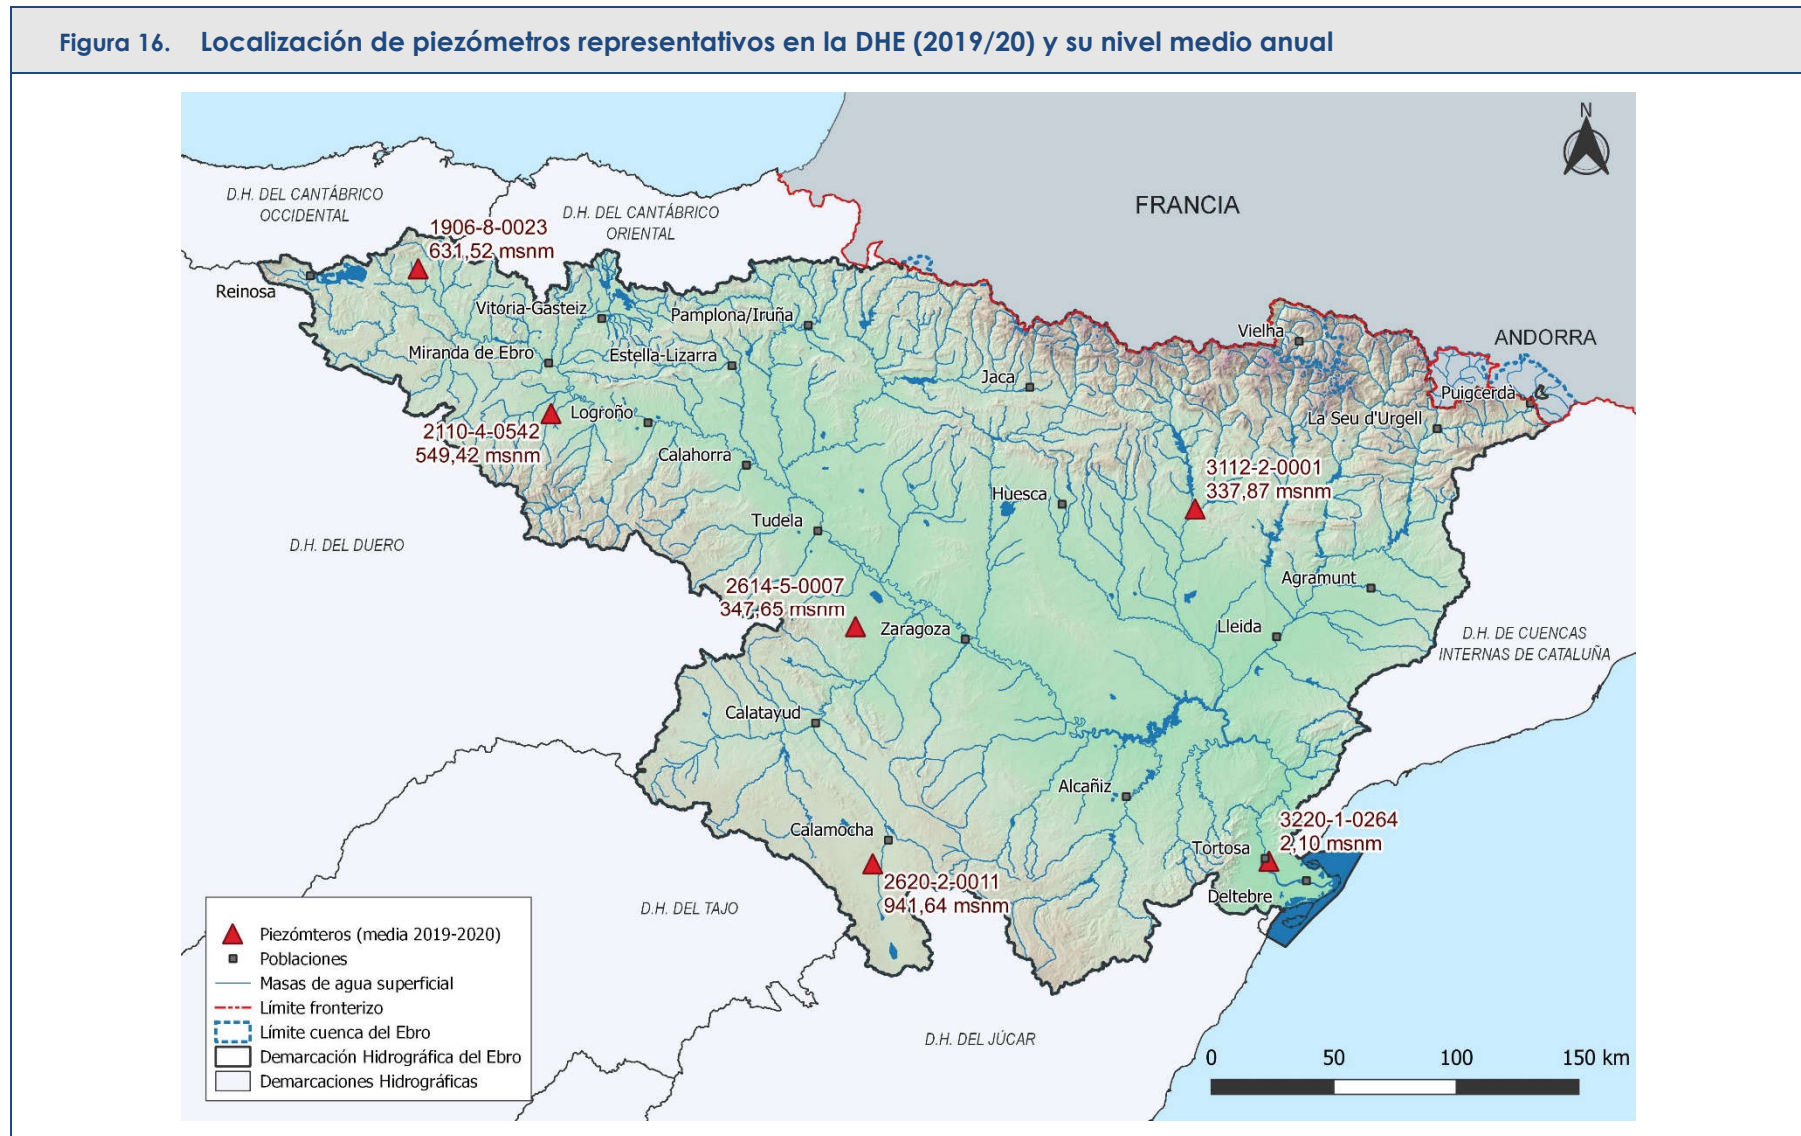 Figura 16. Localización de piezómetros representativos en la DHE (2019/20) y su nivel medio anual
N
FRANCIA
D.H. DEL CANTÁBRICO
OCCIDENTAL
D.H. DEL CANTÁBRICO
ORIENTAL
1906-8-0023
631,52 msnm
Reinosa
Vitoria-Gasteiz
Pamplona/Iruña
Vielha
ANDORRA
Miranda de Ebro
Estella-Lizarra
Jaca
Puigcerdà
La Seu d'Urgell
Logroño
2110-4-0542
549,42 msnm
Calahorra
3112-2-0001
337,87 msnm
Huesca
Tudela
D.H. DEL DUERO
2614-5-0007
347,65 msnm
Agramunt
Zaragoza
Lleida
D.H. DE CUENCAS
INTERNAS DE CATALUÑA
Calatayud
Alcañiz
Calamocha
3220-1-0264
2,10 msnm
Tortosa
2620-2-0011
941,64 msnm
Deltebre
D.H. DEL TAJO
D.H. DEL JÚCAR
Piezómteros (media 2019-2020)
Poblaciones
Masas de agua superficial
Límite fronterizo
Límite cuenca del Ebro
Demarcación Hidrográfica del Ebro
Demarcaciones Hidrográficas
0 50 100 150 km